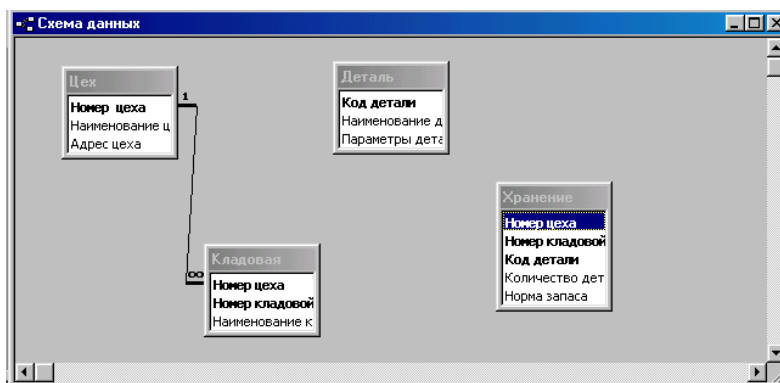 Схема данных
Цех
Номер цеха
Наименование ц
Адрес цеха
1
Деталь
Код детали
Наименование д
Параметры дета
Хранение
Номер цеха
Номер кладовой
Код детали
Количество дет
Норма запаса
∞
Кладовая
Номер цеха
Номер кладовой
Наименование к